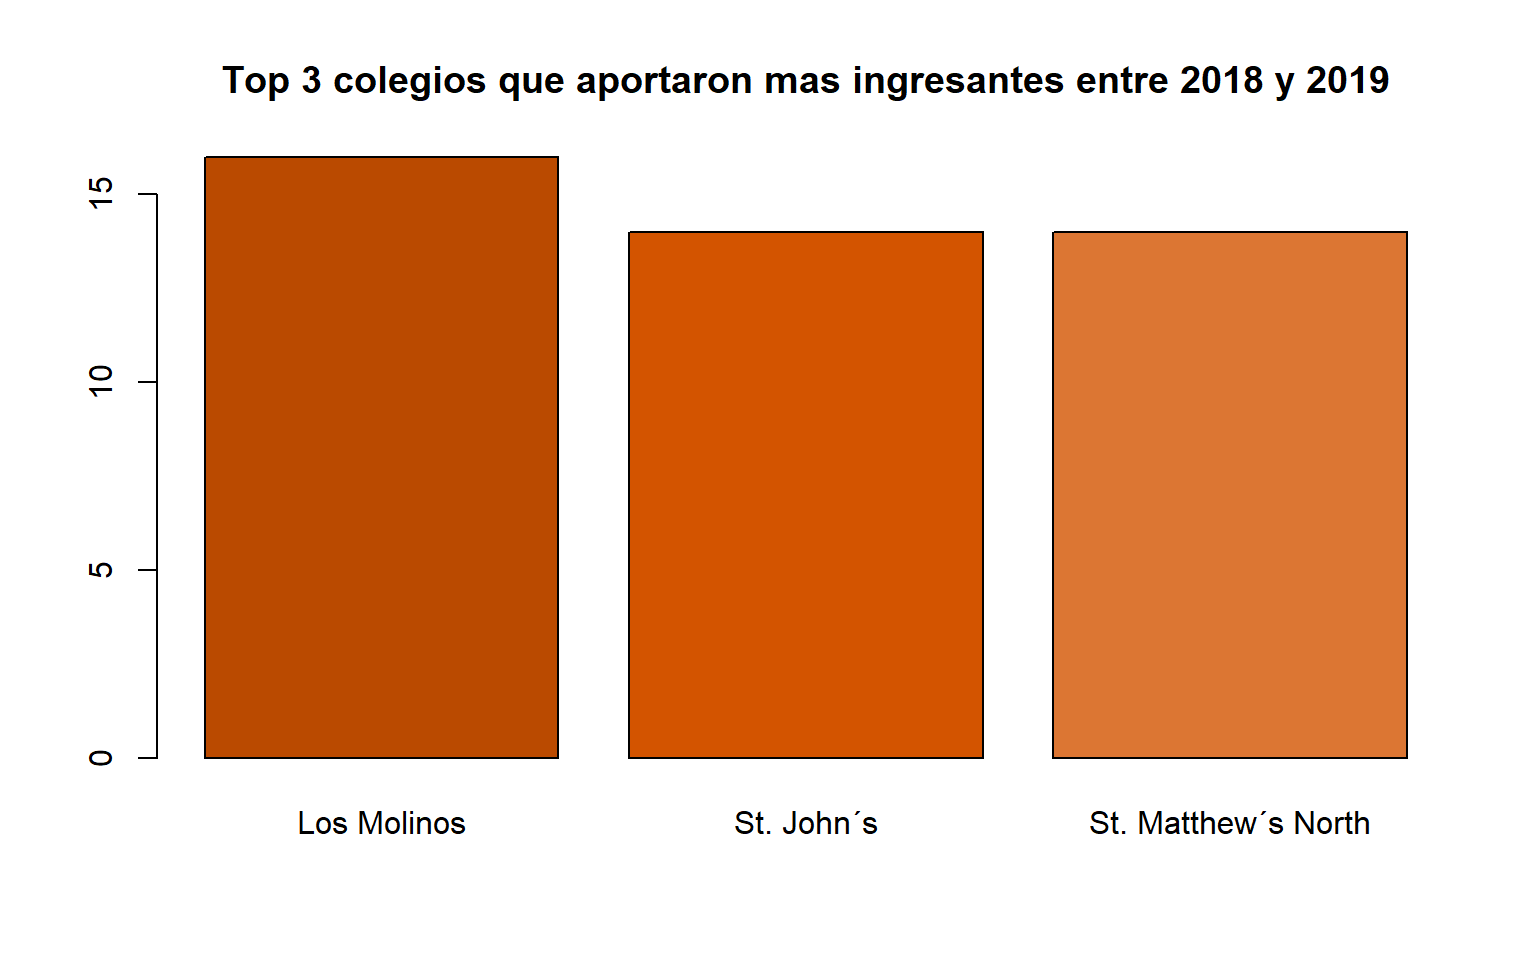 Top 3 colegios que aportaron mas ingresantes entre 2018 y 2019
15
10
5
0
Los Molinos St. John´s St. Matthew´s North